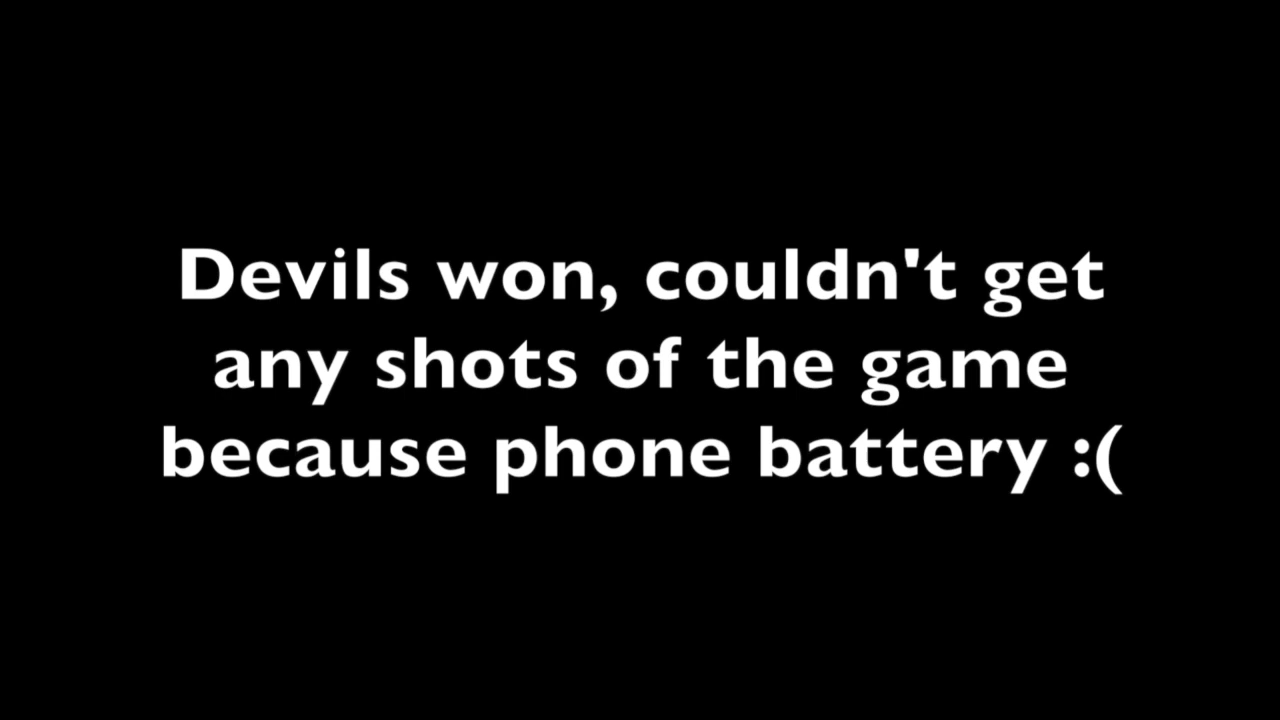 Devils won, couldn't get
any shots of the game
because phone battery :(